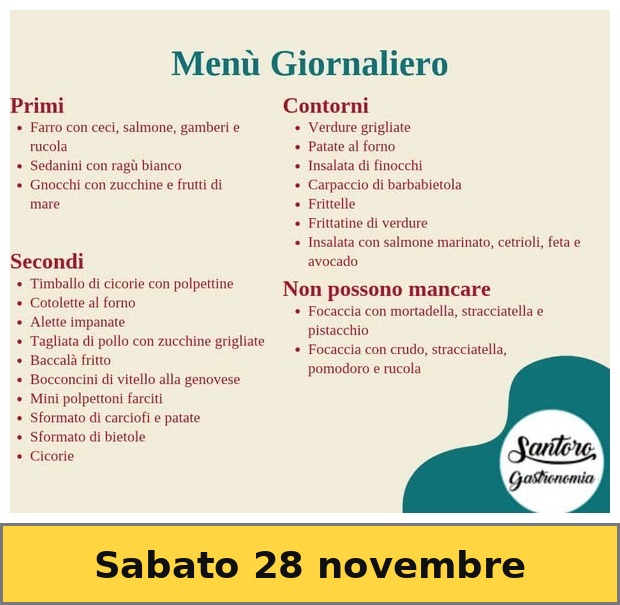 Menù Giornaliero
Primi
Farro con ceci, salmone, gamberi e
rucola
Sedanini con ragù bianco
Gnocchi con zucchine e frutti di
mare
Secondi
Timballo di cicorie con polpettine
Cotolette al forno
Alette impanate
Tagliata di pollo con zucchine grigliate
Baccalà fritto
Bocconcini di vitello alla genovese
Mini polpettoni farciti
Sformato di carciofi e patate
Sformato di bietole
Cicorie
Contorni
Verdure grigliate
Patate al forno
Insalata di finocchi
Carpaccio di barbabietola
Frittelle
Frittatine di verdure
Insalata con salmone marinato, cetrioli, feta e
avocado
Non possono mancare
Focaccia con mortadella, stracciatella e
pistacchio
Focaccia con crudo, stracciatella,
pomodoro e rucola
Santoro
Gastronomia
Sabato 28 novembre